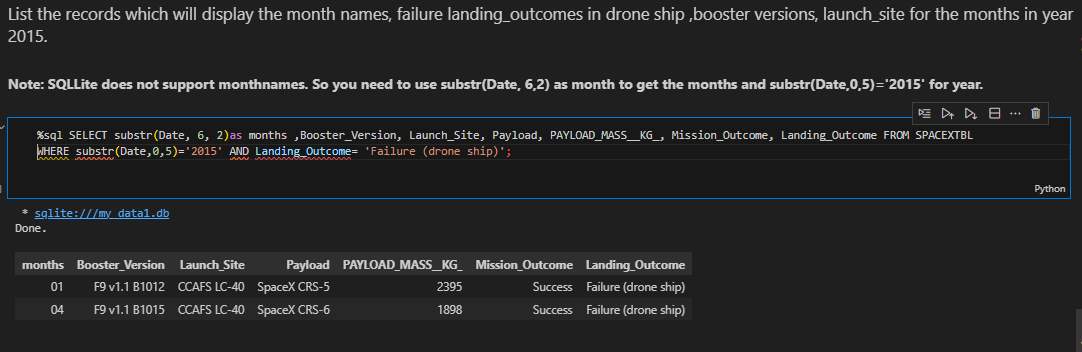 List the records which will display the month names, failure landing_outcomes in drone ship ,booster versions, launch_site for the months in year
2015.
Note: SQLLite does not support monthnames. So you need to use substr(Date, 6,2) as month to get the months and substr(Date,0,5)='2015' for year.
%sql SELECT substr(Date, 6, 2)as months ,Booster_Version, Launch_Site, Payload, PAYLOAD_MASS__KG_, Mission_Outcome, Landing_Outcome FROM SPACEXTBL
WHERE substr(Date,0,5)='2015' AND Landing_Outcome= 'Failure (drone ship)';
Python
* sqlite:///my_data1.db
Done.
months Booster_Version Launch_Site Payload PAYLOAD_MASS__KG_ Mission_Outcome Landing_Outcome
01 F9 v1.1 B1012 CCAFS LC-40 SpaceX CRS-5 2395 Success Failure (drone ship)
04 F9 v1.1 B1015 CCAFS LC-40 SpaceX CRS-6 1898 Success Failure (drone ship)